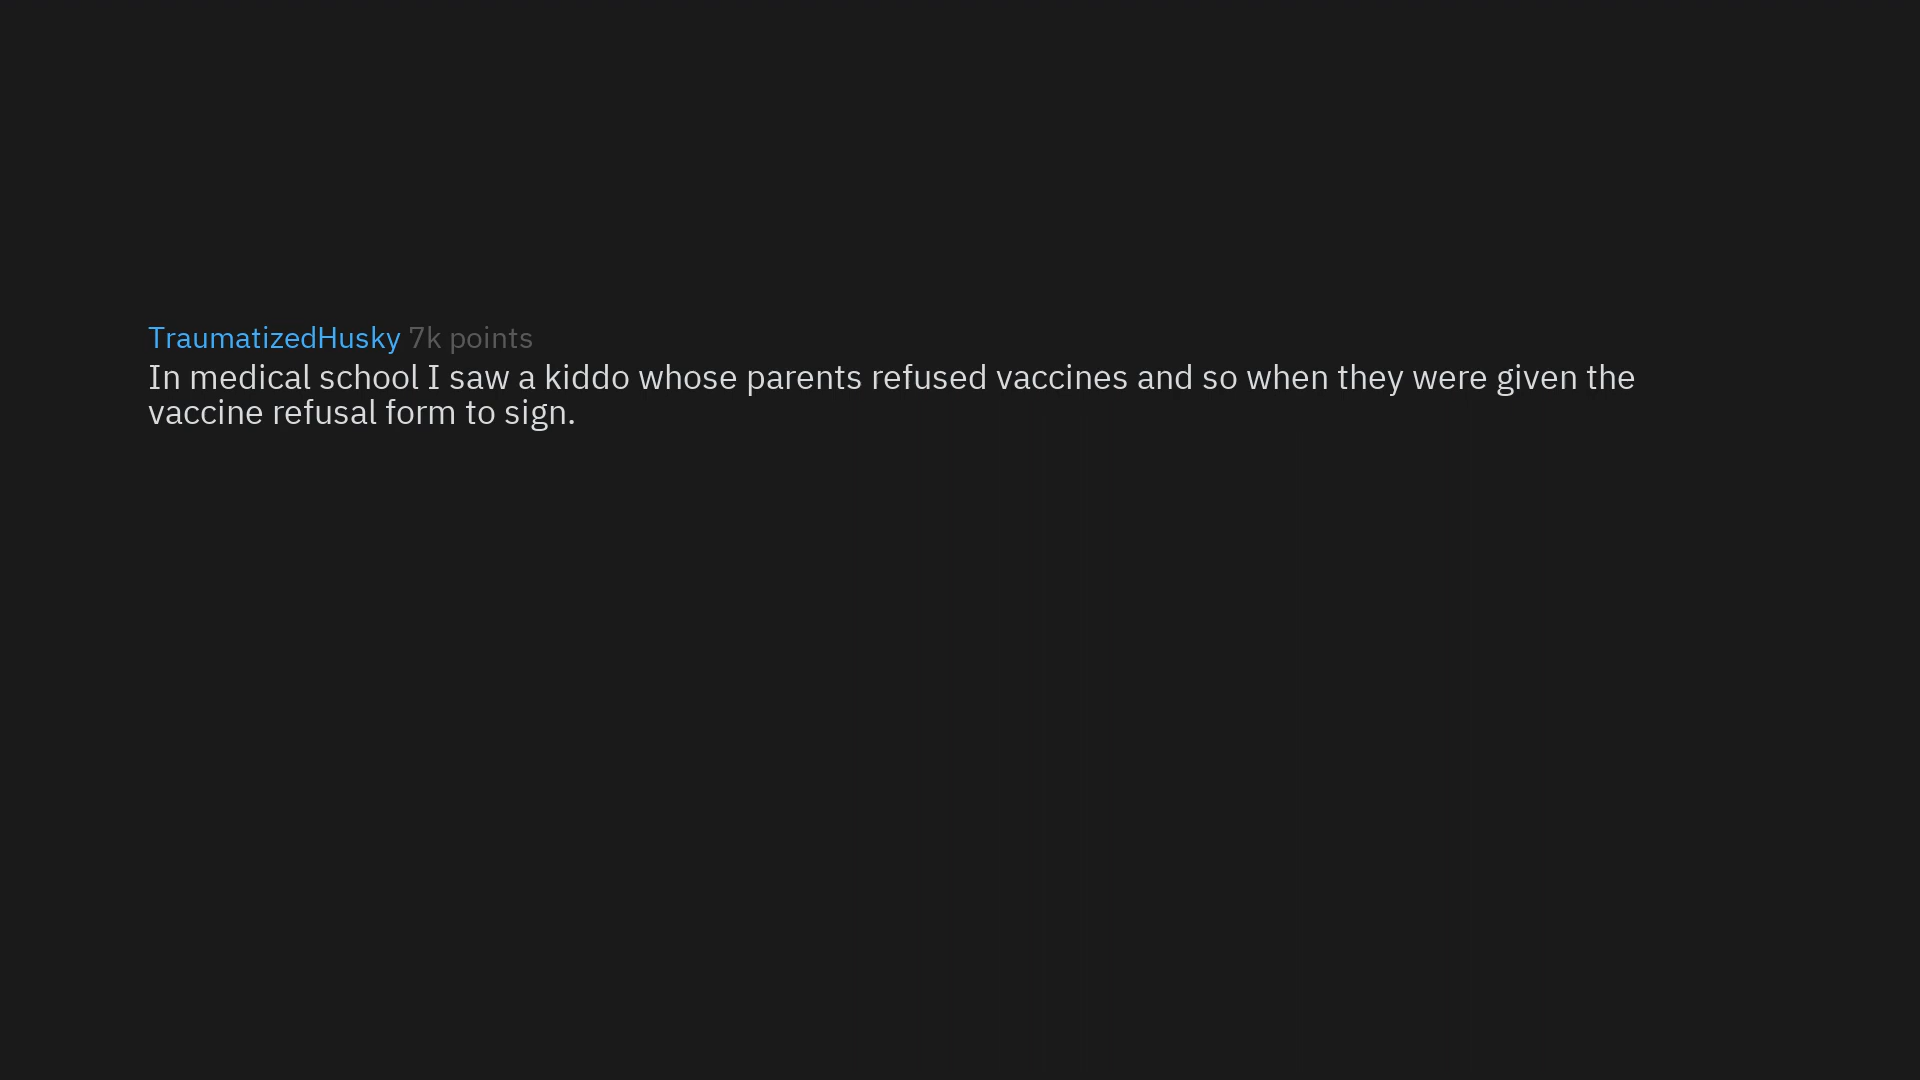 TraumatizedHusky 7k points
In medical school I saw a kiddo whose parents refused vaccines and so when they were given the
vaccine refusal form to sign.